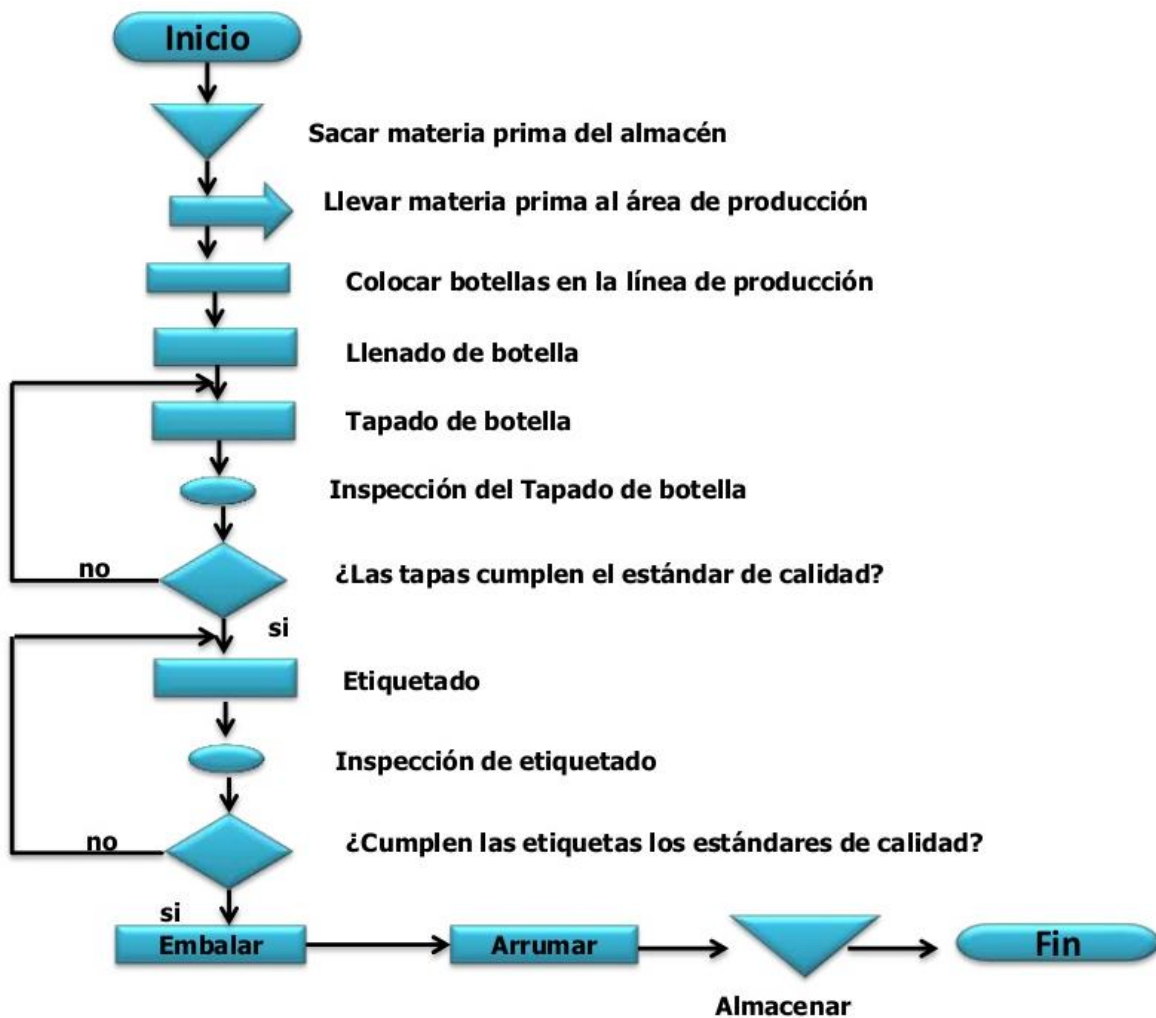 Inicio
Sacar materia prima del almacén
Llevar materia prima al área de producción
Colocar botellas en la línea de producción
Llenado de botella
Tapado de botella
Inspección del Tapado de botella
no
¿Las tapas cumplen el estándar de calidad?
si
Etiquetado
Inspección de etiquetado
no
¿Cumplen las etiquetas los estándares de calidad?
si
Embalar
Arrumar
Fin
Almacenar